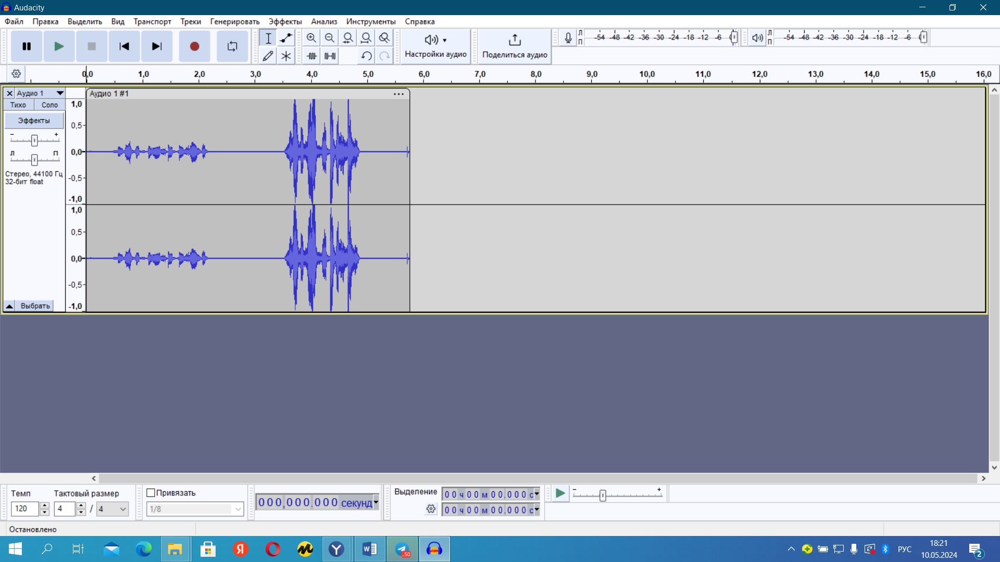 Audacity
Файл Правка Выделить Вид Транспорт Треки Генерировать Эффекты Анализ Инструменты Справка
Настройки аудио
Поделиться аудио
Л
П
-54 -48 -42 -36 -30 -24 -18 -12 -6
Л
П
-54 -48 -42 -36 -30 -24 -18 -12 -6
0,0 1,0 2,0 3,0 4,0 5,0 6,0 7,0 8,0 9,0 10,0 11,0 12,0 13,0 14,0 15,0 16,0
Аудио 1
Аудио 1 #1
Тихо Соло
Эффекты
- +
Л П
Стерео, 44100 Гц
32-бит float
1,0
0,5-
0,0-
-0,5-
-1,0
1,0
0,5-
0,0-
-0,5-
-1,0
Выбрать
Темп
120
Тактовый размер
4 / 4
Привязать
1/8
000,000.000 секунд
Выделение
00 ч 00 м 00.000 с
00 ч 00 м 00.000 с
- +
Остановлено
Я
Y
W
..50
РУС
18:21
10.05.2024
2